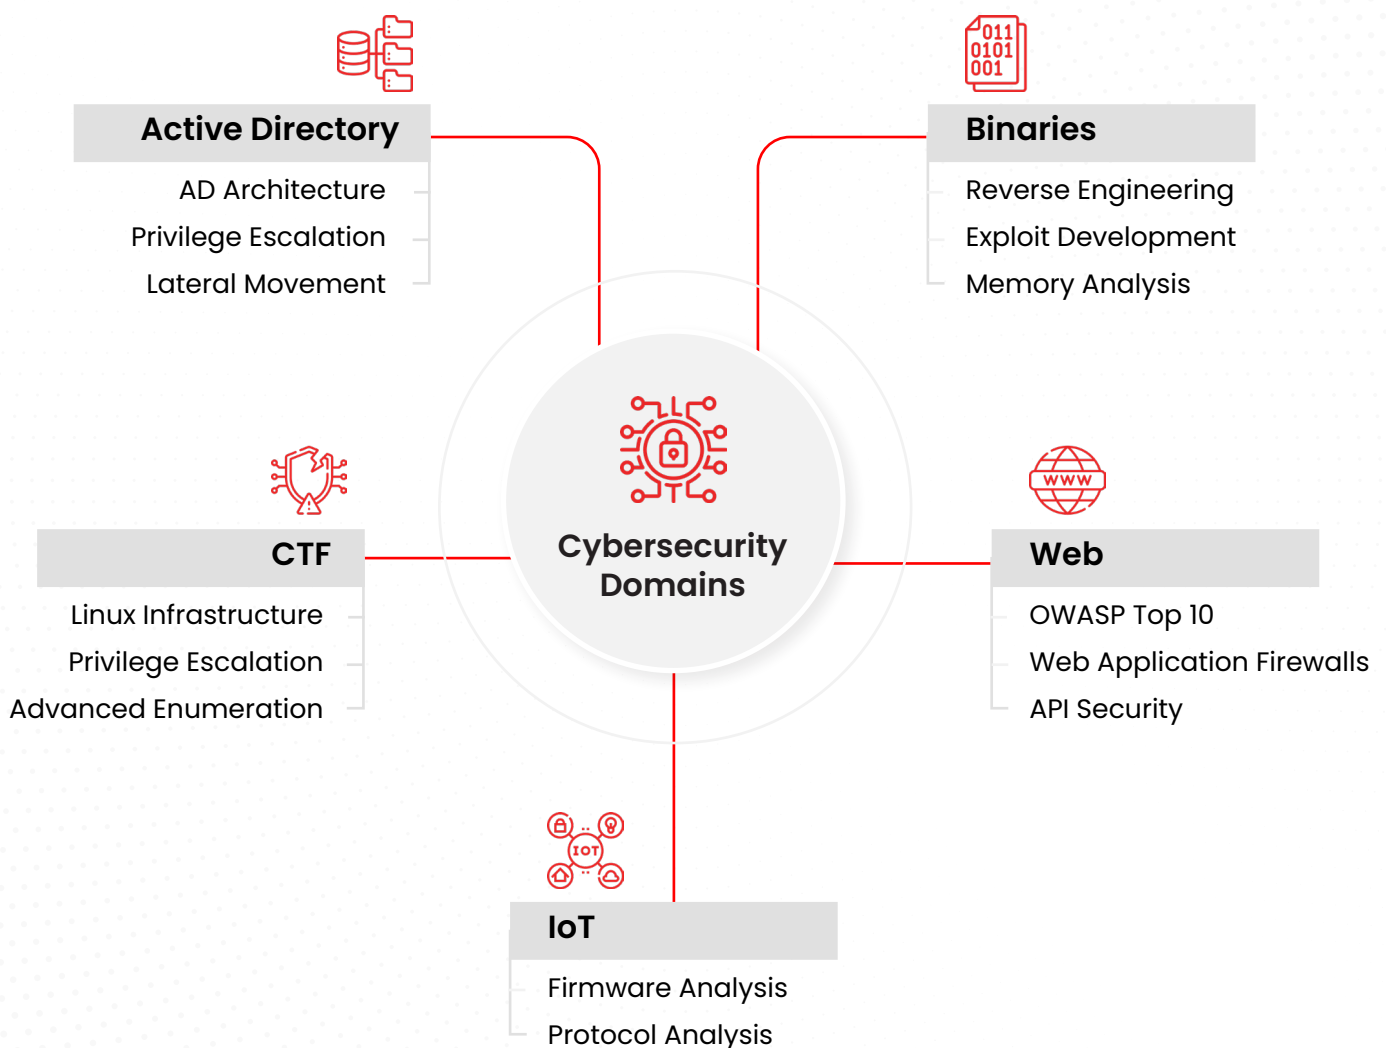 011
0101
001
Active Directory
AD Architecture
Privilege Escalation
Lateral Movement
Binaries
Reverse Engineering
Exploit Development
Memory Analysis
Cybersecurity
Domains
CTF
Linux Infrastructure
Privilege Escalation
Advanced Enumeration
WWW
Web
OWASP Top 10
Web Application Firewalls
API Security
IOT
IoT
Firmware Analysis
Protocol Analysis